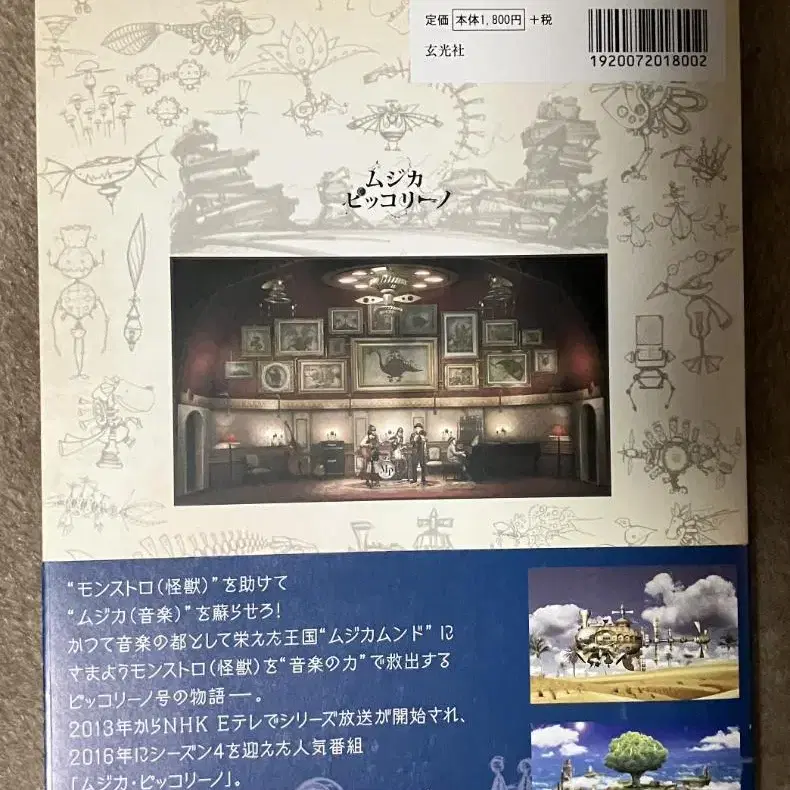 定価 本体1,800円 +税
玄光社
1920072018002
ムジカ
ピッコリーノ
“モンストロ(怪獣)”を助けて
“ムジカ(音楽)”を蘇らせろ!
かつて音楽の都として栄えた王国“ムジカムンド”に
さまようモンストロ(怪獣)を“音楽の力”で救出する
ピッコリーノ号の物語ー。
2013年からNHK Eテレでシリーズ放送が開始され、
2016年にシーズン4を迎えた人気番組
「ムジカ・ピッコリーノ」。